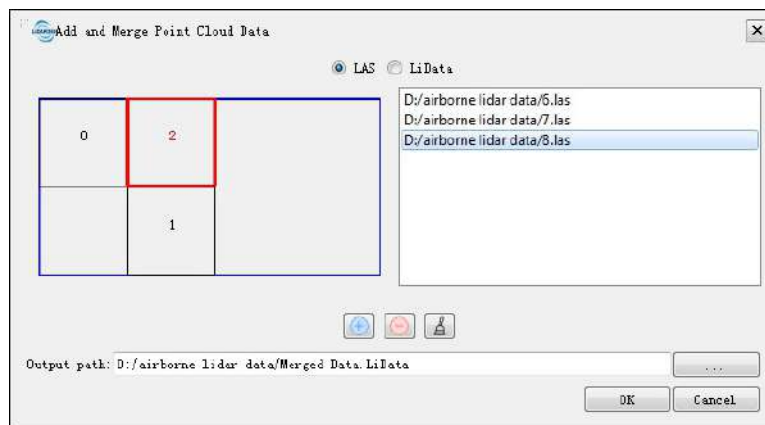 Add and Merge Point Cloud Data
LAS LiData
0
2
1
D:/airborne lidar data/6.las
D:/airborne lidar data/7.las
D:/airborne lidar data/8.las
Output path: D:/airborne lidar data/Merged Data.LiData
...
OK Cancel